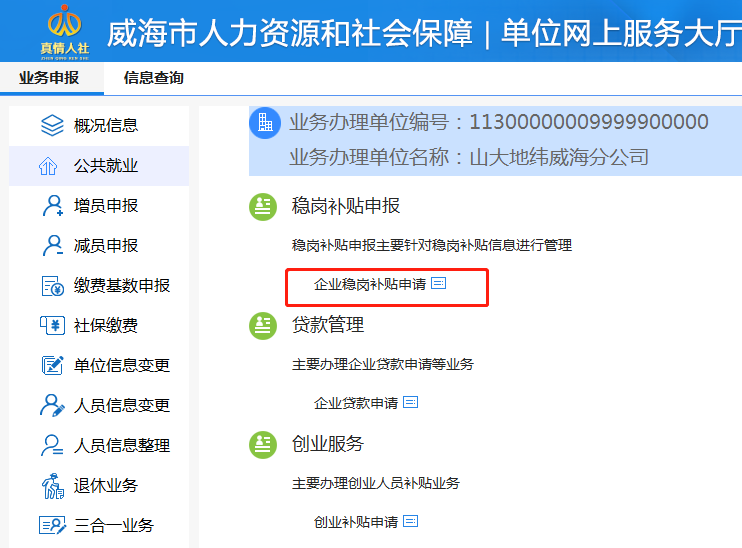 真情人社
ZHEN QING REN SHE
威海市人力资源和社会保障 | 单位网上服务大厅
业务申报
信息查询
概况信息
公共就业
增员申报
减员申报
缴费基数申报
社保缴费
单位信息变更
人员信息变更
人员信息整理
退休业务
三合一业务
业务办理单位编号：11300000009999900000
业务办理单位名称：山大地纬威海分公司
稳岗补贴申报
稳岗补贴申报主要针对稳岗补贴信息进行管理
企业稳岗补贴申请
贷款管理
主要办理企业贷款申请等业务
企业贷款申请
创业服务
主要办理创业人员补贴业务
创业补贴申请